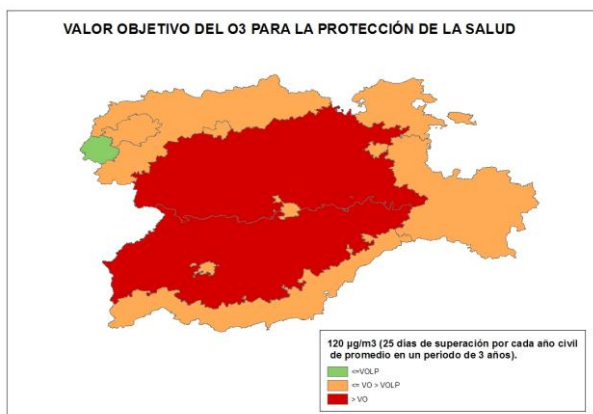 VALOR OBJETIVO DEL O3 PARA LA PROTECCIÓN DE LA SALUD
120 µg/m3 (25 días de superación por cada año civil
de promedio en un periodo de 3 años).
<=VOLP
<= VO > VOLP
> VO